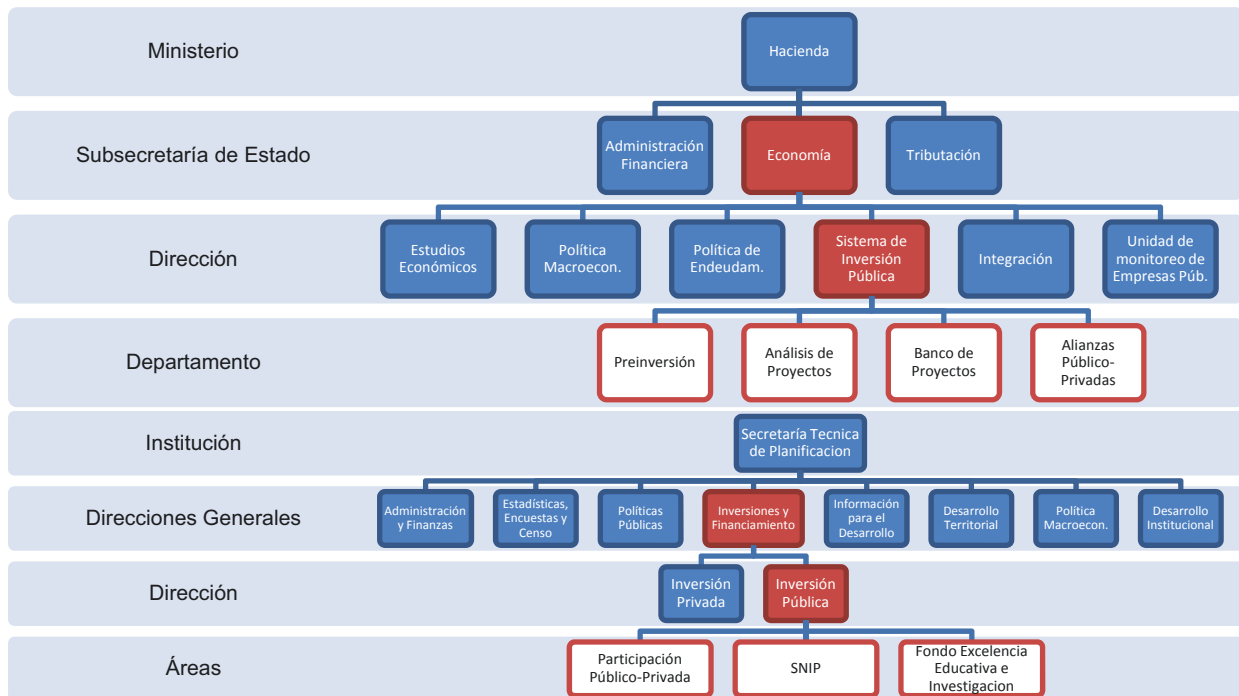 Ministerio
Hacienda
Subsecretaría de Estado
Administración
Financiera
Economía
Tributación
Dirección
Estudios
Económicos
Política
Macroecon.
Política de
Endeudam.
Sistema de
Inversión
Pública
Integración
Unidad de
monitoreo de
Empresas Púb.
Departamento
Preinversión
Análisis de
Proyectos
Banco de
Proyectos
Alianzas
Público-
Privadas
Institución
Secretaría Tecnica
de Planificacion
Direcciones Generales
Administración
y Finanzas
Estadísticas,
Encuestas y
Censo
Políticas
Públicas
Inversiones y
Financiamiento
Información
para el
Desarrollo
Desarrollo
Territorial
Política
Macroecon.
Desarrollo
Institucional
Dirección
Inversión
Privada
Inversión
Pública
Áreas
Participación
Público-Privada
SNIP
Fondo Excelencia
Educativa e
Investigacion